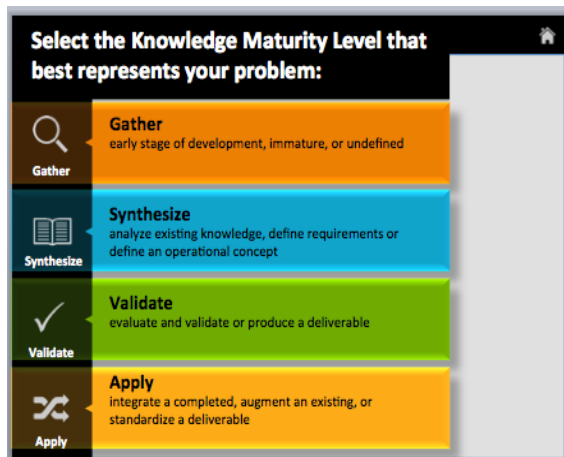 Select the Knowledge Maturity Level that
best represents your problem:
Gather
Gather
early stage of development, immature, or undefined
Synthesize
Synthesize
analyze existing knowledge, define requirements or
define an operational concept
Validate
Validate
evaluate and validate or produce a deliverable
Apply
Apply
integrate a completed, augment an existing, or
standardize a deliverable